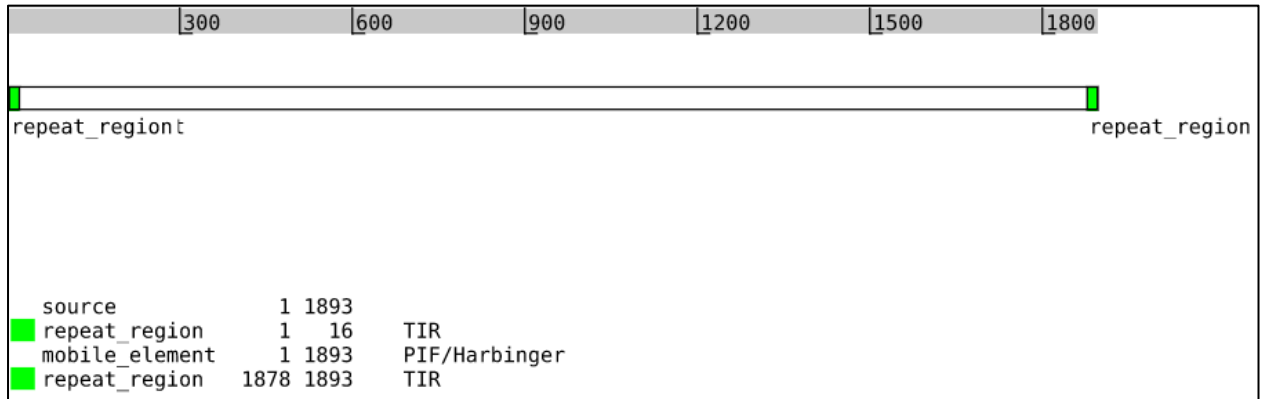 300 600 900 1200 1500 1800
repeat_regiont repeat_region
source 1 1893
repeat_region 1 16 TIR
mobile_element 1 1893 PIF/Harbinger
repeat_region 1878 1893 TIR